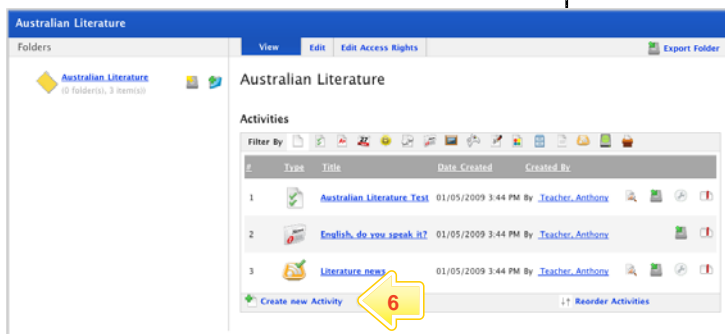 Australian Literature
Folders
View Edit Edit Access Rights Export Folder
Australian Literature
(0 folder(s), 3 item(s))
Australian Literature
Activities
Filter By
# Type Title Date Created Created By
1 Australian Literature Test 01/05/2009 3:44 PM By Teacher, Anthony
2 English, do you speak it? 01/05/2009 3:44 PM By Teacher, Anthony
3 Literature news 01/05/2009 3:44 PM By Teacher, Anthony
Create new Activity 6 Reorder Activities